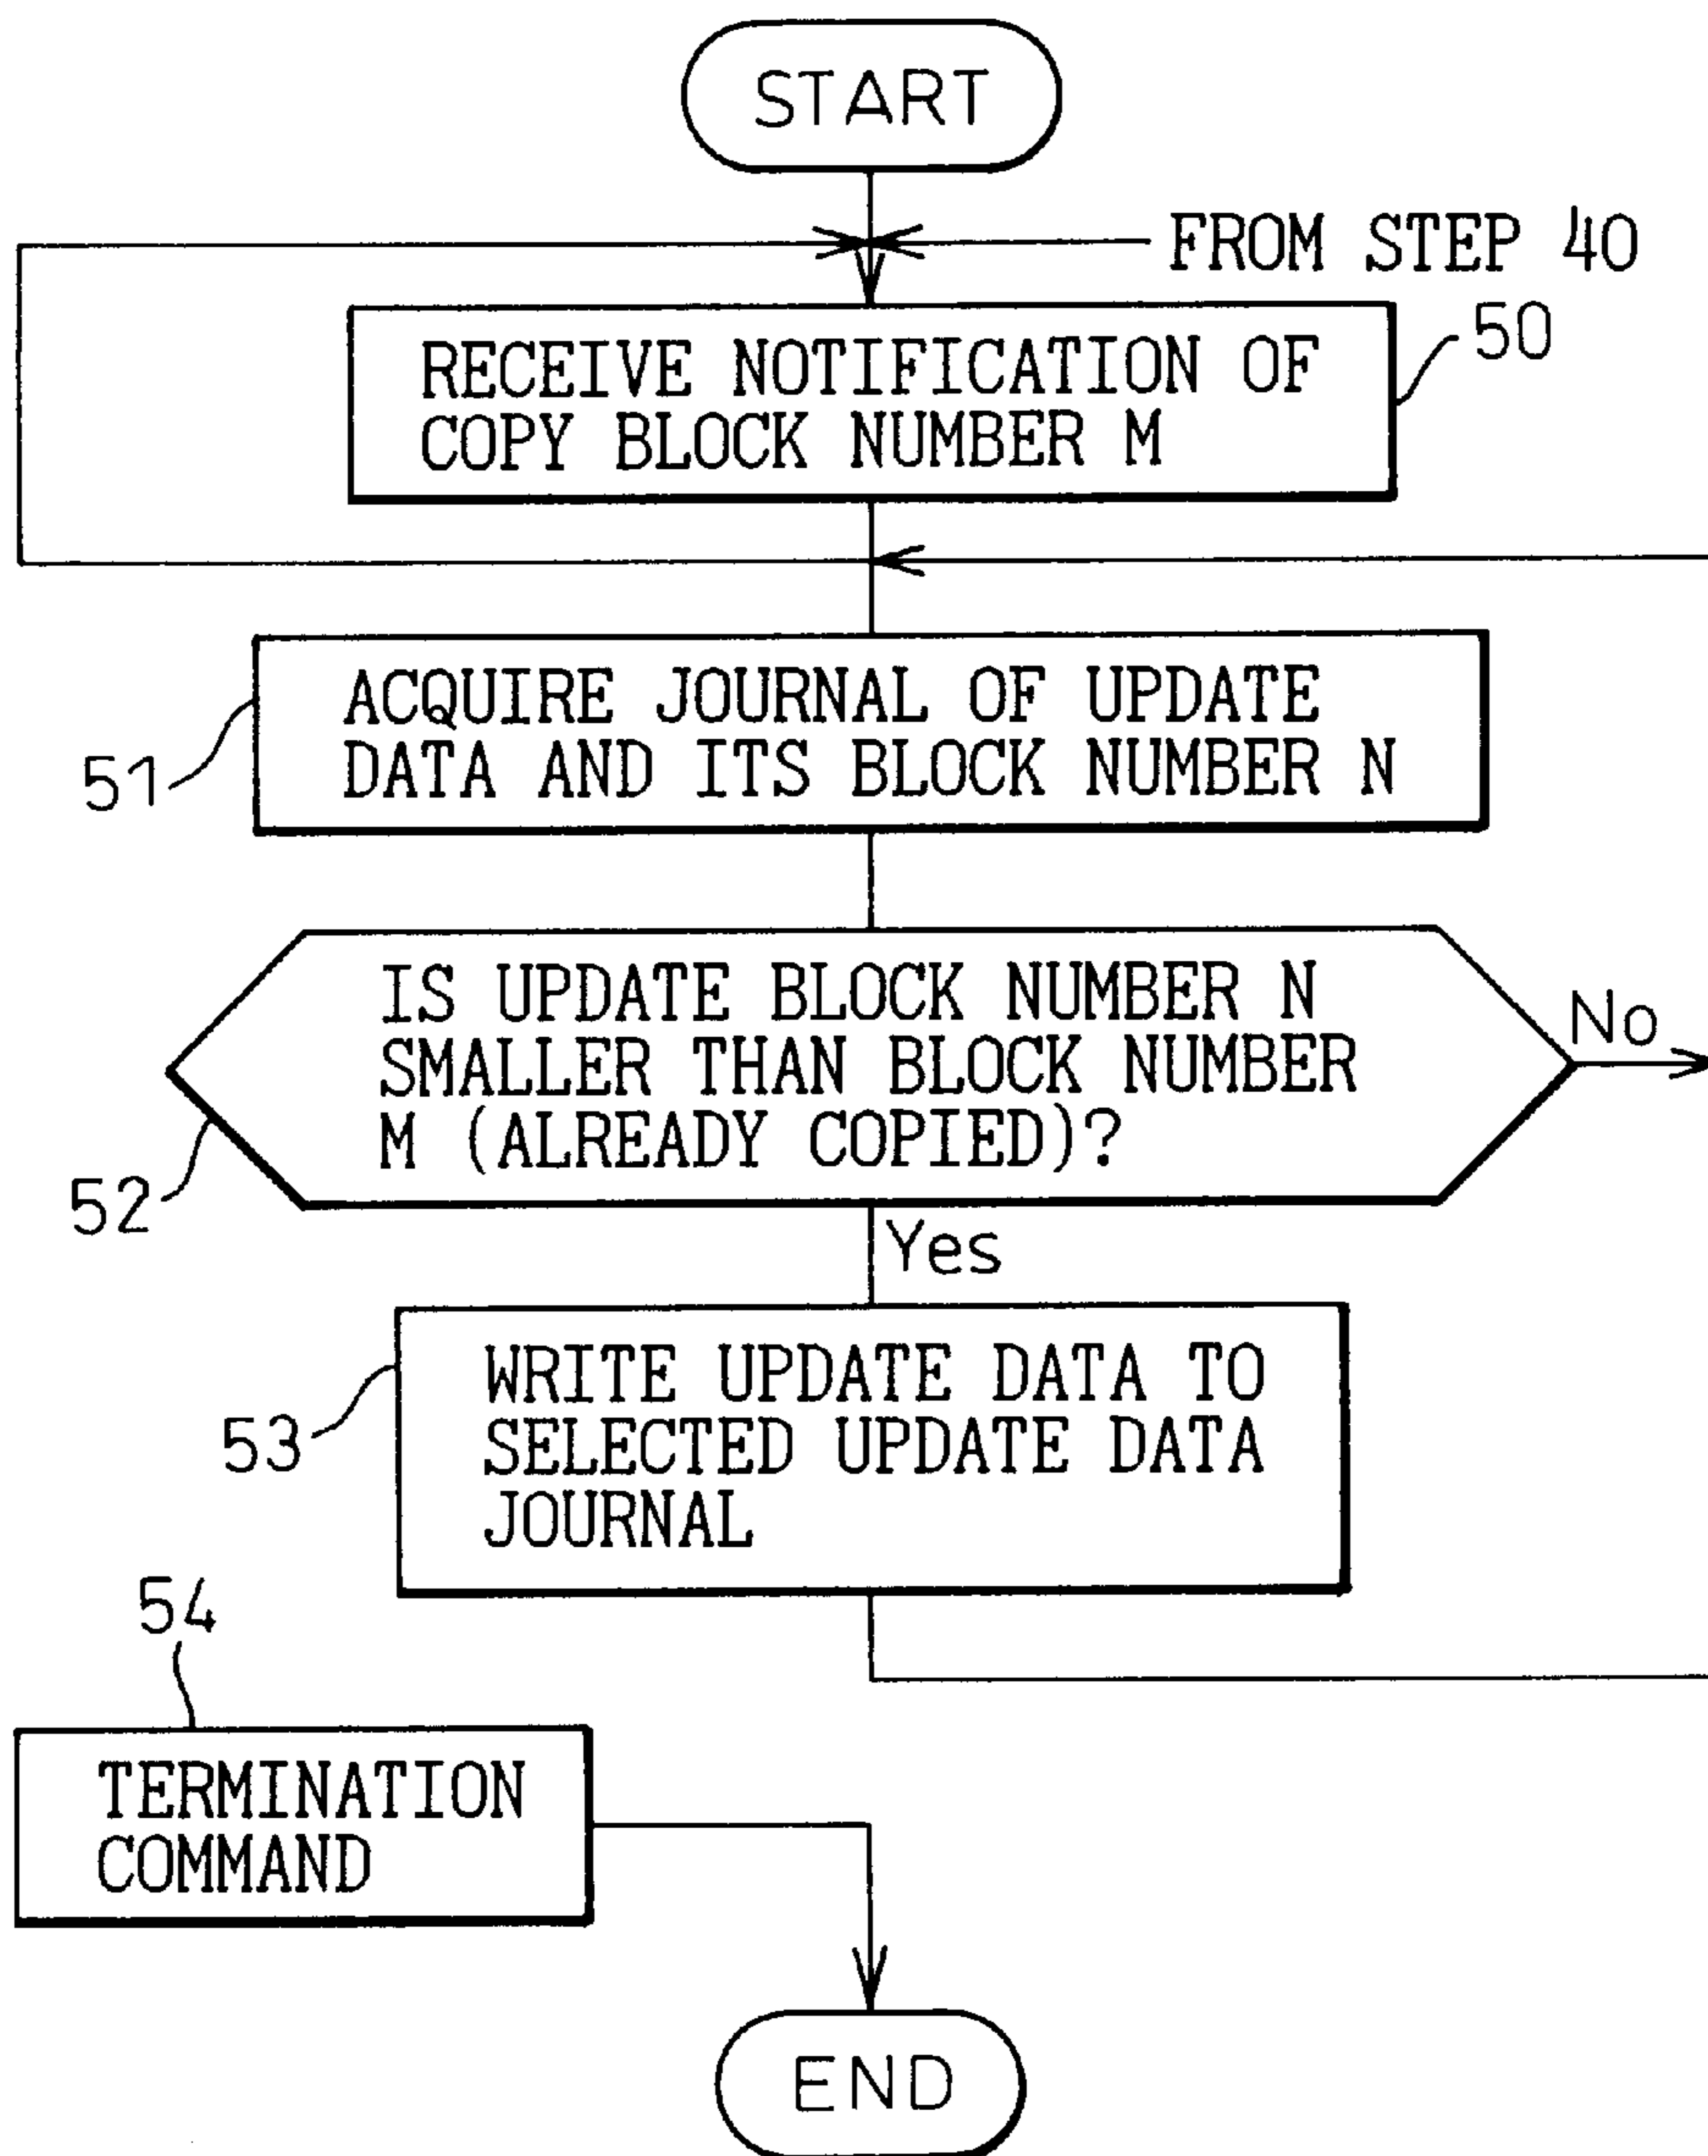 START
FROM STEP 40
50
RECEIVE NOTIFICATION OF
COPY BLOCK NUMBER M
ACQUIRE JOURNAL OF UPDATE
DATA AND ITS BLOCK NUMBER N
51
IS UPDATE BLOCK NUMBER N
SMALLER THAN BLOCK NUMBER
M (ALREADY COPIED)?
No
52
Yes
WRITE UPDATE DATA TO
SELECTED UPDATE DATA
JOURNAL
53
54
TERMINATION
COMMAND
END